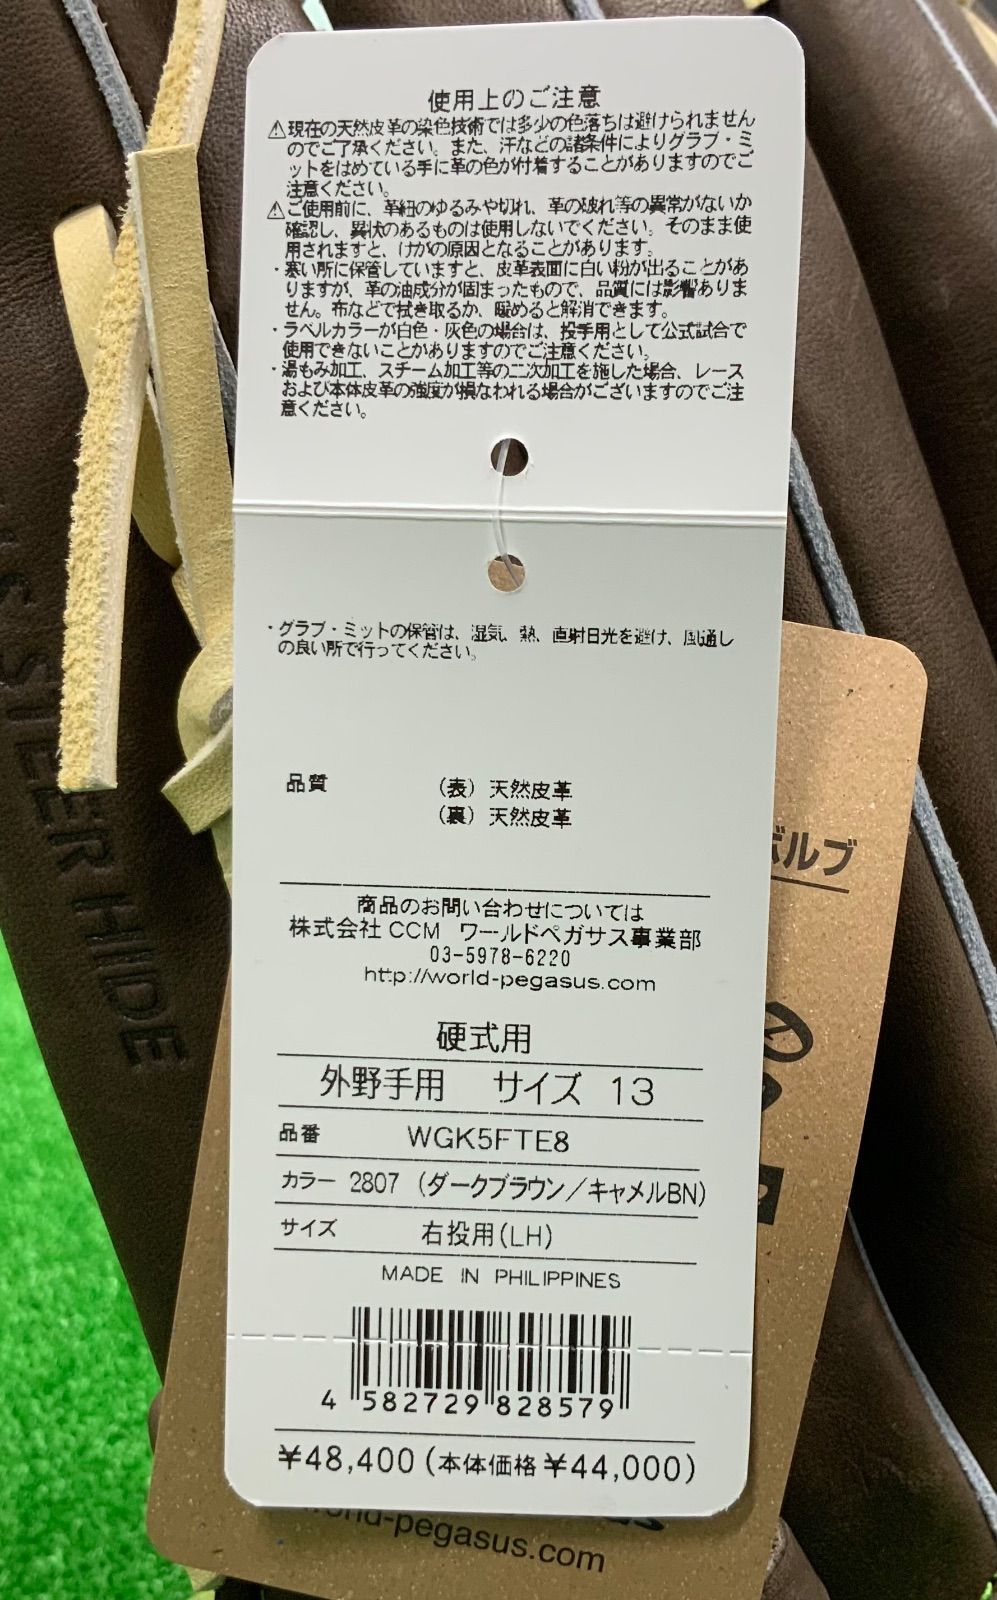 使用上のご注意
⚠現在の天然皮革の染色技術では多少の色落ちは避けられません
のでご了承ください。また、汗などの諸条件によりグラブ・ミ
ットをはめている手に革の色が付着することがありますのでご
注意ください。
⚠ご使用前に、革紐のゆるみや切れ、革の破れ等の異常がないか
確認し、異状のあるものは使用しないでください。そのまま使
用されますと、けがの原因となることがあります。
・寒い所に保管していますと、皮革表面に白い粉が出ることがあ
りますが、革の油成分が固まったもので、品質には影響ありま
せん。布などで拭き取るか、暖めると解消できます。
・ラベルカラーが白色・灰色の場合は、投手用として公式試合で
使用できないことがありますのでご注意ください。
・湯もみ加工、スチーム加工等の二次加工を施した場合、レース
および本体皮革の強度が損なわれる場合がございますのでご注
意ください。
・グラブ・ミットの保管は、湿気、熱、直射日光を避け、風通し
の良い所で行ってください。
品質 (表) 天然皮革
(裏) 天然皮革
商品のお問い合わせについては
株式会社 CCM ワールドペガサス事業部
03-5978-6220
http://world-pegasus.com
硬式用
外野手用 サイズ 13
品番 WGK5FTE8
カラー 2807 (ダークブラウン/キャメルBN)
サイズ 右投用(LH)
MADE IN PHILIPPINES
4 582729 828579
¥48,400(本体価格 ¥44,000)
ボルブ
world-pegasus.com
STER HIDE